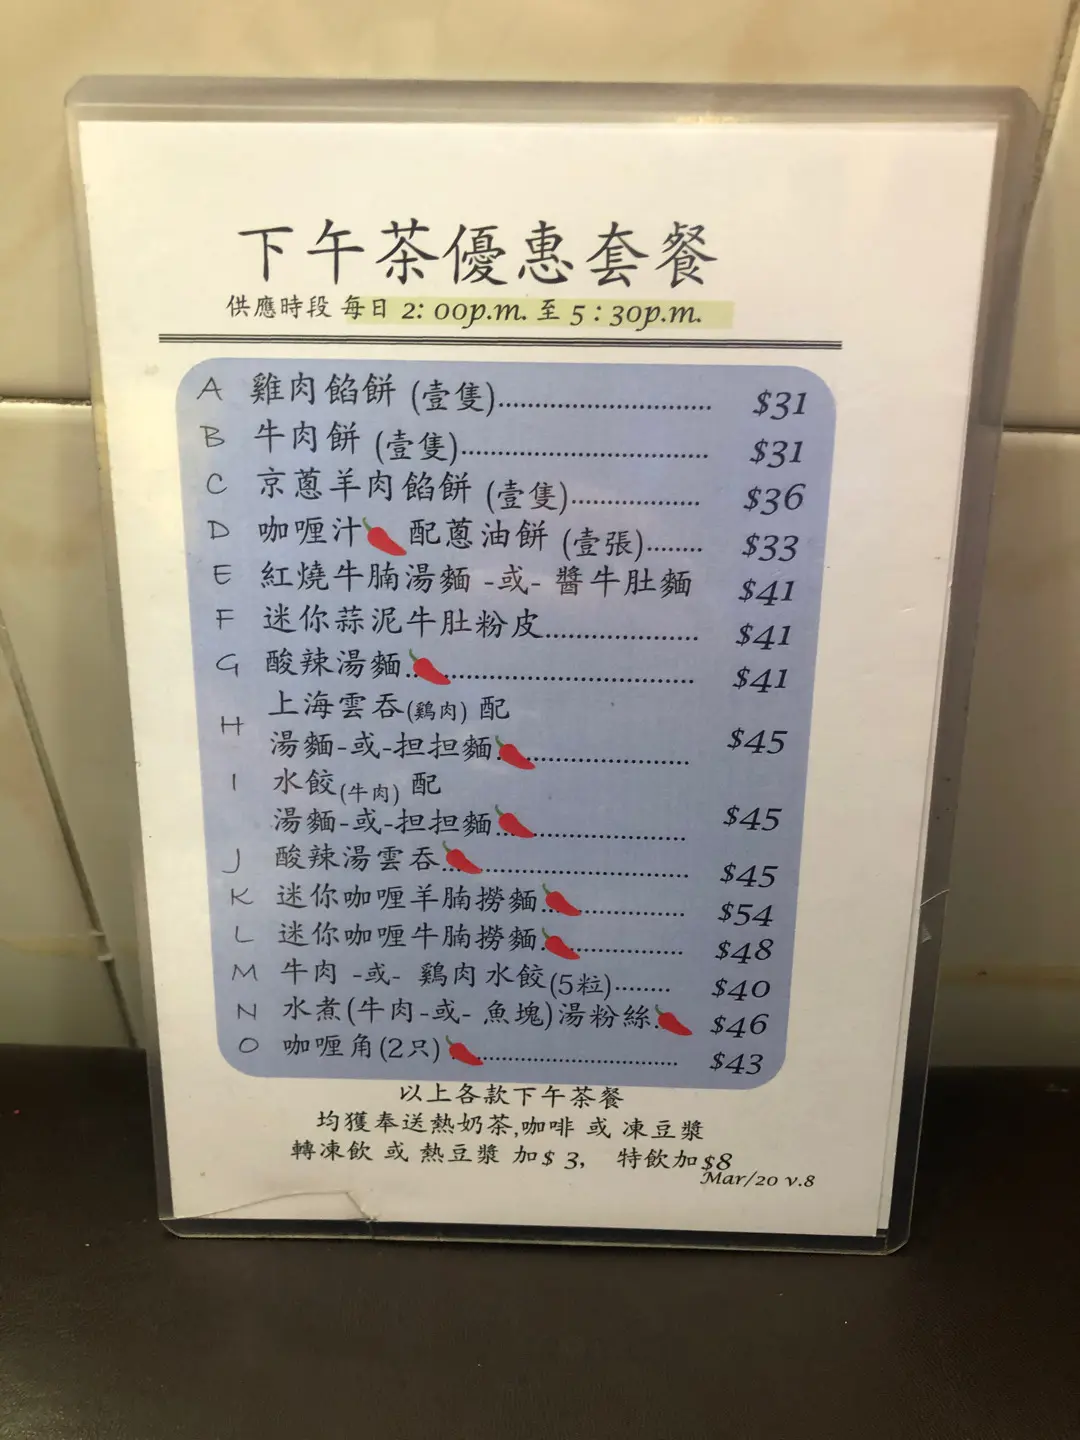 下午茶優惠套餐
供應時段 每日 2: 00p.m. 至 5 : 30p.m.
A 雞肉餡餅 (壹隻)............................ $31
B 牛肉餅 (壹隻)................................ $31
C 京蔥羊肉餡餅 (壹隻)................. $36
D 咖喱汁 配蔥油餅 (壹張)........ $33
E 紅燒牛腩湯麵 -或- 醬牛肚麵 $41
F 迷你蒜泥牛肚粉皮.................... $41
G 酸辣湯麵..................................... $41
H 上海雲吞(鷄肉) 配
湯麵-或-担担麵......................... $45
I 水餃(牛肉) 配
湯麵-或-担担麵......................... $45
J 酸辣湯雲吞................................ $45
K 迷你咖喱羊腩撈麵................... $54
L 迷你咖喱牛腩撈麵................... $48
M 牛肉 -或- 鷄肉水餃(5粒)........ $40
N 水煮(牛肉-或- 魚塊)湯粉絲. $46
O 咖喱角(2只) ............................. $43
以上各款下午茶餐
均獲奉送熱奶茶,咖啡 或 凍豆漿
轉凍飲 或 熱豆漿 加$ 3, 特飲加$8
Mar/20 v.8